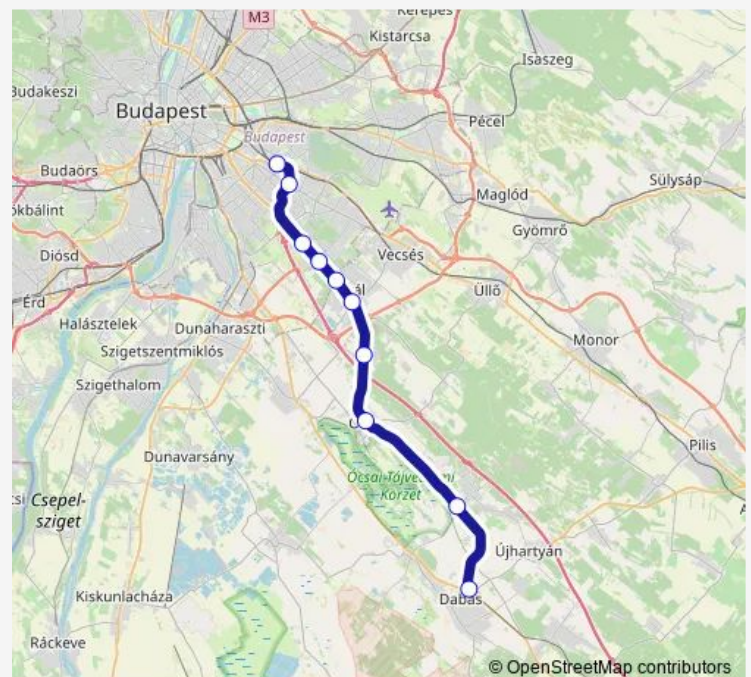 M3
Kerepes
Kistarcsa
Isaszeg
Budakeszi
Budapest
Budapest
Pécel
Budaörs
Sülysáp
Maglód
Gyömrő
Diósd
Vecsés
Üllő
Érd
Halásztelek
Dunaharaszti
Szigetszentmiklós
Monor
Szigethalom
Pilis
Dunavarsány
Csepel-
sziget
Újhartyán
Kiskunlacháza
Dabas
Ráckeve
© OpenStreetMap contributors